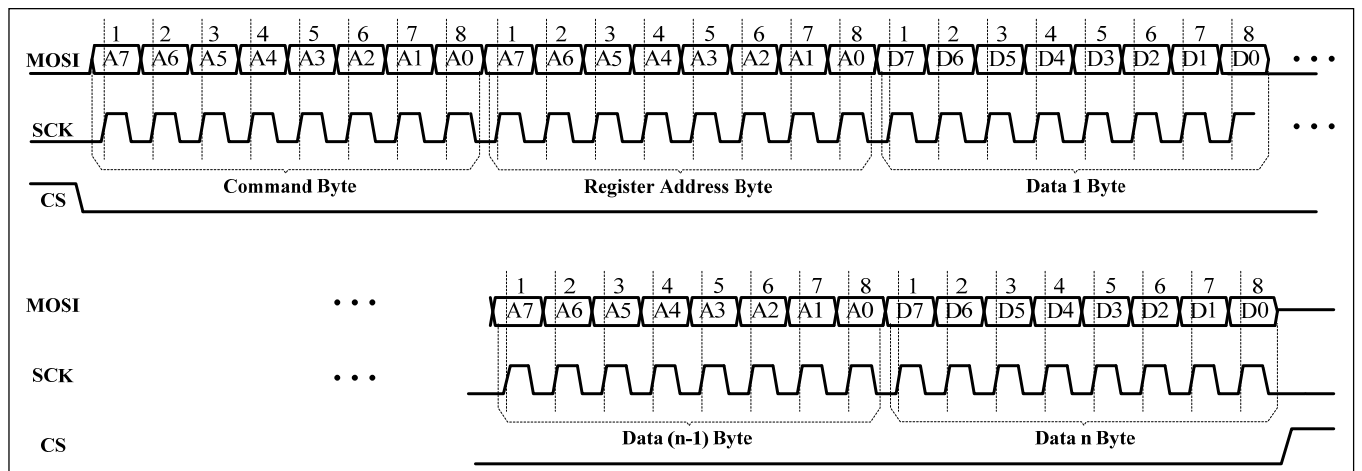 1 2 3 4 5 6 7 8 1 2 3 4 5 6 7 8 1 2 3 4 5 6 7 8
MOSI A7 A6 A5 A4 A3 A2 A1 A0 A7 A6 A5 A4 A3 A2 A1 A0 D7 D6 D5 D4 D3 D2 D1 D0 • • •
SCK • • •
Command Byte Register Address Byte Data 1 Byte
CS
1 2 3 4 5 6 7 8 1 2 3 4 5 6 7 8
MOSI • • • A7 A6 A5 A4 A3 A2 A1 A0 D7 D6 D5 D4 D3 D2 D1 D0
SCK • • •
Data (n-1) Byte Data n Byte
CS